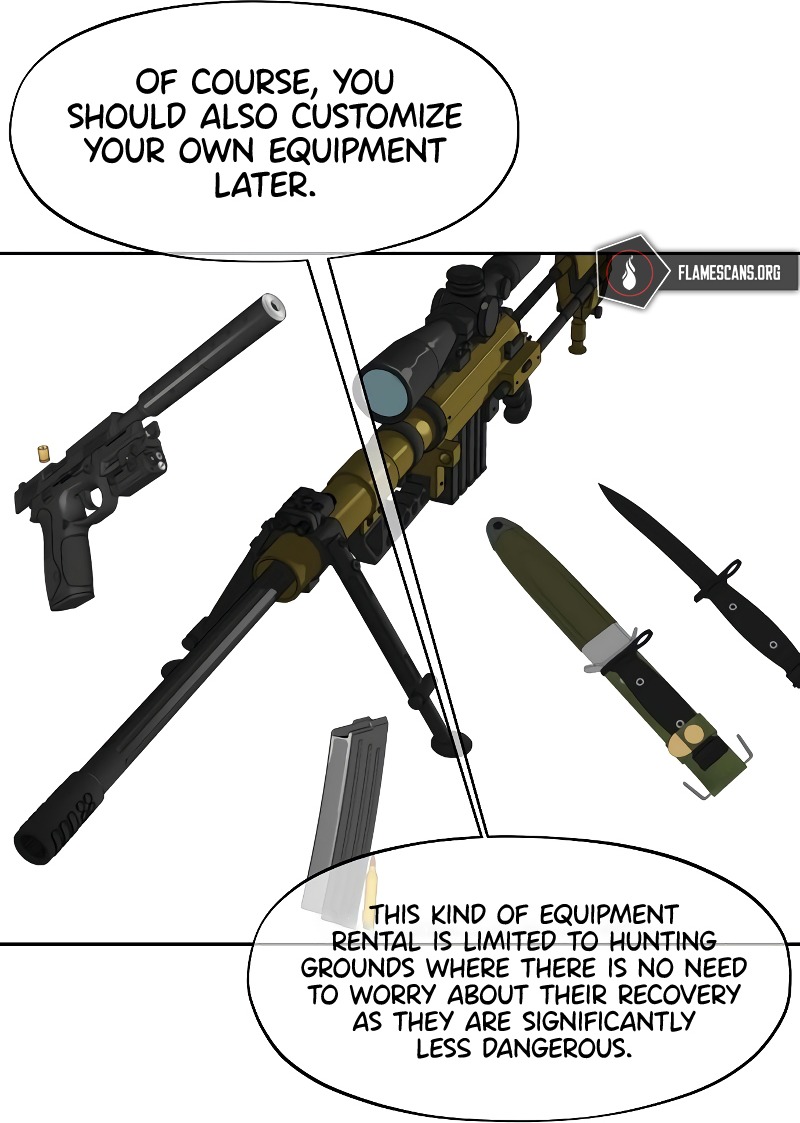 OF COURSE, YOU
SHOULD ALSO CUSTOMIZE
YOUR OWN EQUIPMENT
LATER.
FLAMESCANS.ORG
THIS KIND OF EQUIPMENT
RENTAL IS LIMITED TO HUNTING
GROUNDS WHERE THERE IS NO NEED
TO WORRY ABOUT THEIR RECOVERY
AS THEY ARE SIGNIFICANTLY
LESS DANGEROUS.